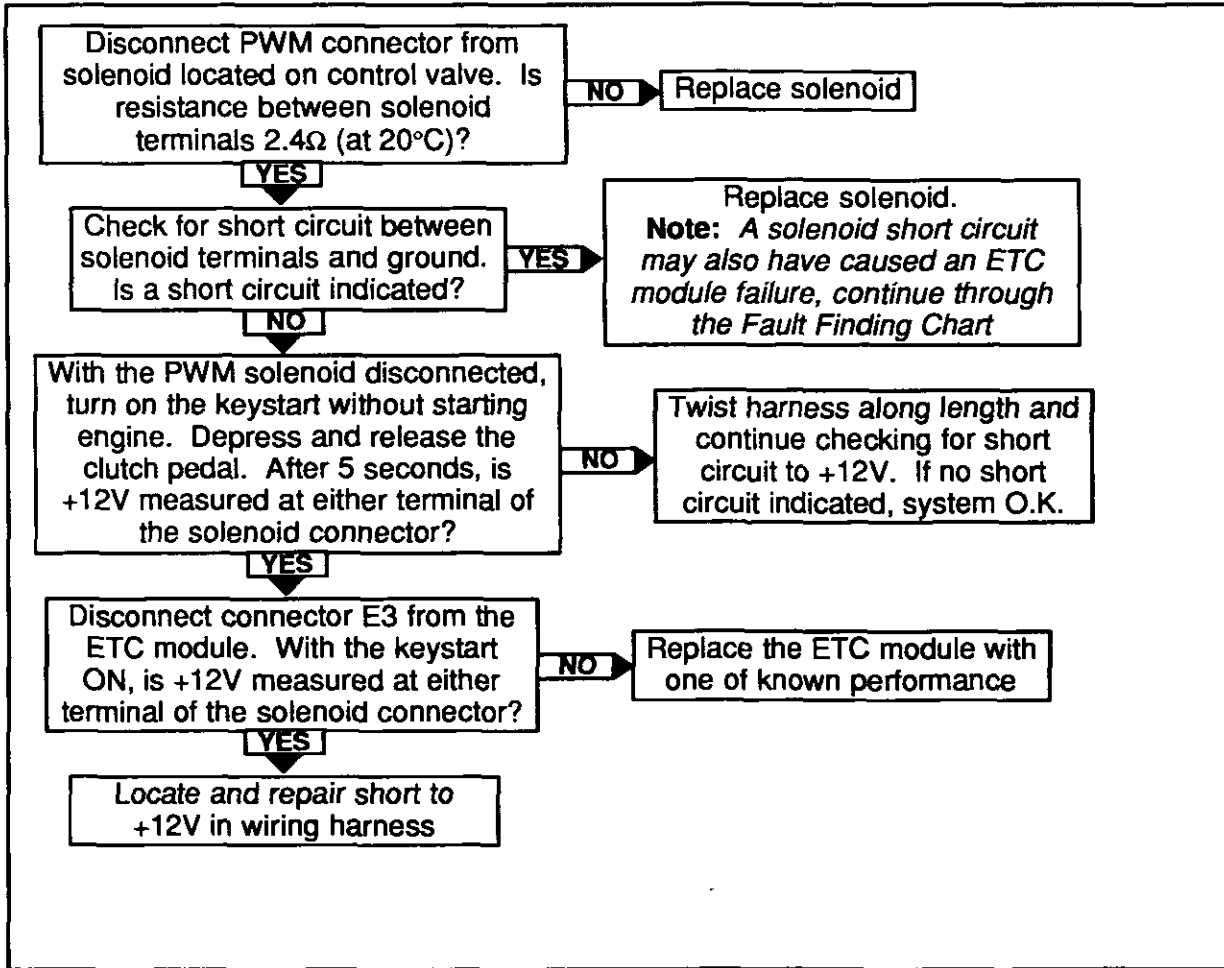 Disconnect PWM connector from
solenoid located on control valve. Is
resistance between solenoid
terminals 2.4Ω (at 20°C)?
NO
Replace solenoid
YES
Check for short circuit between
solenoid terminals and ground.
Is a short circuit indicated?
YES
Replace solenoid.
Note: A solenoid short circuit
may also have caused an ETC
module failure, continue through
the Fault Finding Chart
NO
With the PWM solenoid disconnected,
turn on the keystart without starting
engine. Depress and release the
clutch pedal. After 5 seconds, is
+12V measured at either terminal of
the solenoid connector?
NO
Twist harness along length and
continue checking for short
circuit to +12V. If no short
circuit indicated, system O.K.
YES
Disconnect connector E3 from the
ETC module. With the keystart
ON, is +12V measured at either
terminal of the solenoid connector?
NO
Replace the ETC module with
one of known performance
YES
Locate and repair short to
+12V in wiring harness